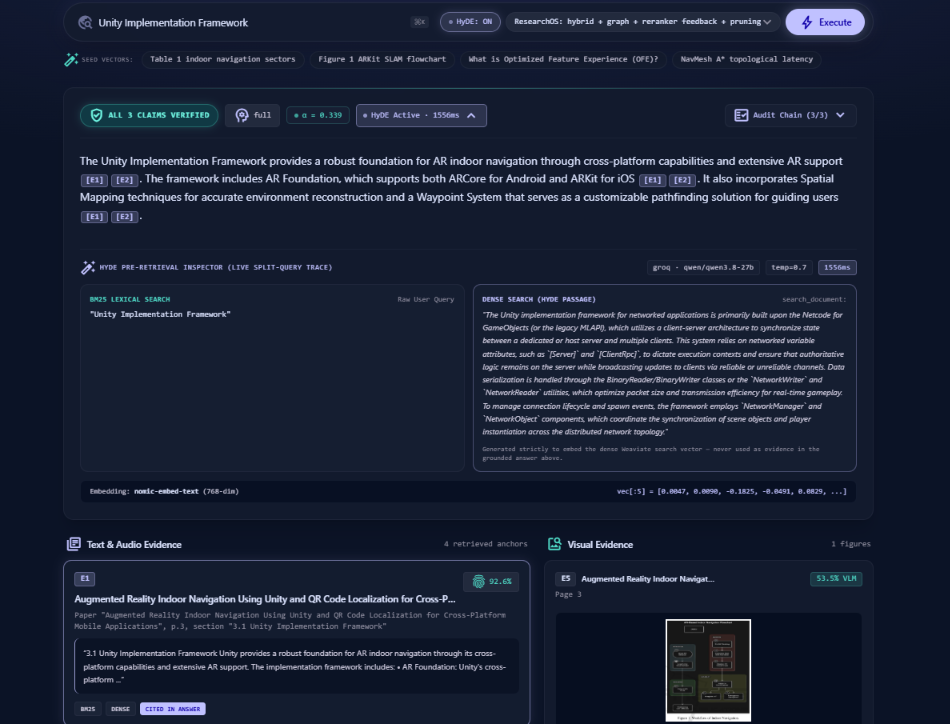 Unity Implementation Framework
⌘K
HyDE: ON
ResearchOS: hybrid + graph + reranker feedback + pruning
Execute
SEED VECTORS:
Table 1 indoor navigation sectors
Figure 1 ARKit SLAM flowchart
What is Optimized Feature Experience (OFE)?
NavMesh A* topological latency
ALL 3 CLAIMS VERIFIED
full
α = 0.339
HyDE Active · 1556ms
Audit Chain (3/3)
The Unity Implementation Framework provides a robust foundation for AR indoor navigation through cross-platform capabilities and extensive AR support
[E1] [E2] . The framework includes AR Foundation, which supports both ARCore for Android and ARKit for iOS [E1] [E2] . It also incorporates Spatial
Mapping techniques for accurate environment reconstruction and a Waypoint System that serves as a customizable pathfinding solution for guiding users
[E1] [E2] .
HYDE PRE-RETRIEVAL INSPECTOR (LIVE SPLIT-QUERY TRACE)
groq · qwen/qwen3.8-27b
temp=0.7
1556ms
BM25 LEXICAL SEARCH
Raw User Query
"Unity Implementation Framework"
DENSE SEARCH (HYDE PASSAGE)
search_document:
"The Unity implementation framework for networked applications is primarily built upon the Netcode for
GameObjects (or the legacy MLAPI), which utilizes a client-server architecture to synchronize state
between a dedicated or host server and multiple clients. This system relies on networked variable
attributes, such as `[Server]` and `[ClientRpc]`, to dictate execution contexts and ensure that authoritative
logic remains on the server while broadcasting updates to clients via reliable or unreliable channels. Data
serialization is handled through the BinaryReader/BinaryWriter classes or the `NetworkWriter` and
`NetworkReader` utilities, which optimize packet size and transmission efficiency for real-time gameplay.
To manage connection lifecycle and spawn events, the framework employs `NetworkManager` and
`NetworkObject` components, which coordinate the synchronization of scene objects and player
instantiation across the distributed network topology."
Generated strictly to embed the dense Weaviate search vector — never used as evidence in the
grounded answer above.
Embedding: nomic-embed-text (768-dim)
vec[:5] = [0.0047, 0.0090, -0.1825, -0.0491, 0.0829, ...]
Text & Audio Evidence
4 retrieved anchors
E1
92.6%
Augmented Reality Indoor Navigation Using Unity and QR Code Localization for Cross-P...
Paper "Augmented Reality Indoor Navigation Using Unity and QR Code Localization for Cross-Platform
Mobile Applications", p.3, section "3.1 Unity Implementation Framework"
"3.1 Unity Implementation Framework Unity provides a robust foundation for AR indoor navigation through its cross-
platform capabilities and extensive AR support. The implementation framework includes: • AR Foundation: Unity's cross-
platform ..."
BM25
DENSE
CITED IN ANSWER
Visual Evidence
1 figures
E5
Augmented Reality Indoor Navigat...
53.5% VLM
Page 3